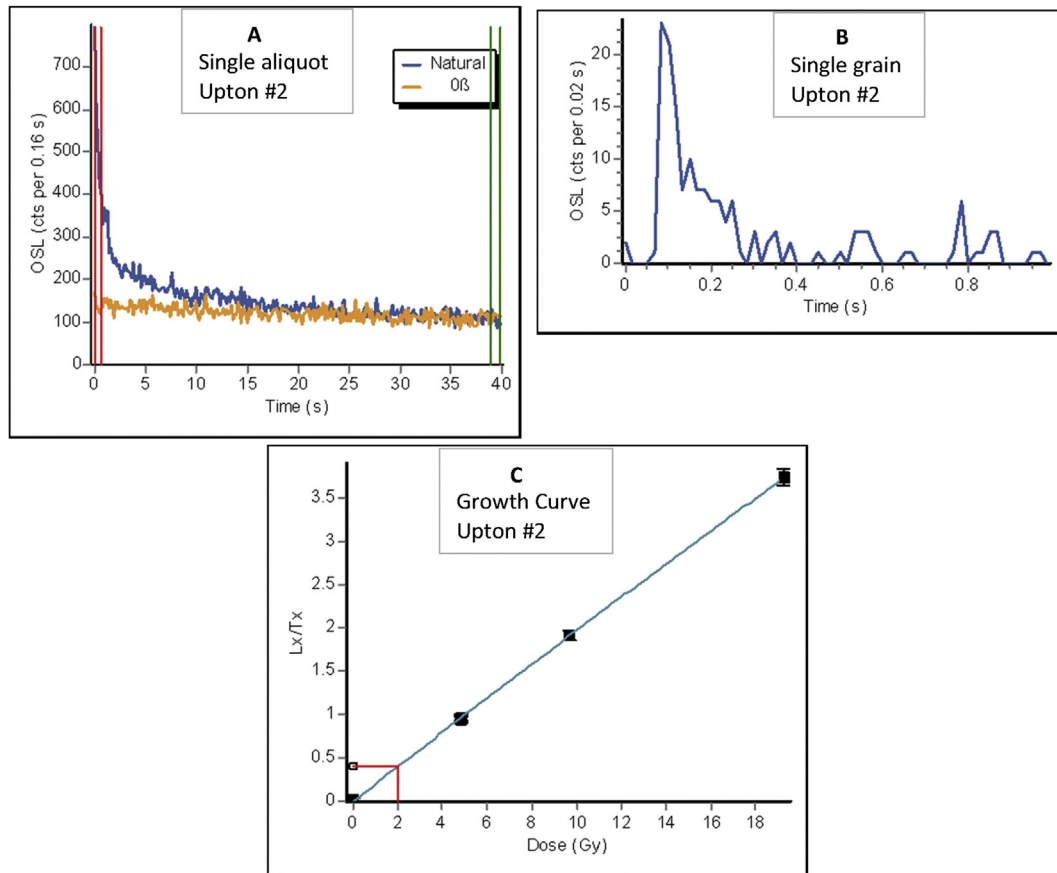 A
Single aliquot
Upton #2
Natural
0ß
OSL (cts per 0.16 s)
700
600
500
400
300
200
100
0
0 5 10 15 20 25 30 35 40
Time (s)
B
Single grain
Upton #2
OSL (cts per 0.02 s)
20
15
10
5
0
0 0.2 0.4 0.6 0.8
Time (s)
C
Growth Curve
Upton #2
Lx/Tx
3.5
3
2.5
2
1.5
1
0.5
0
0 2 4 6 8 10 12 14 16 18
Dose (Gy)